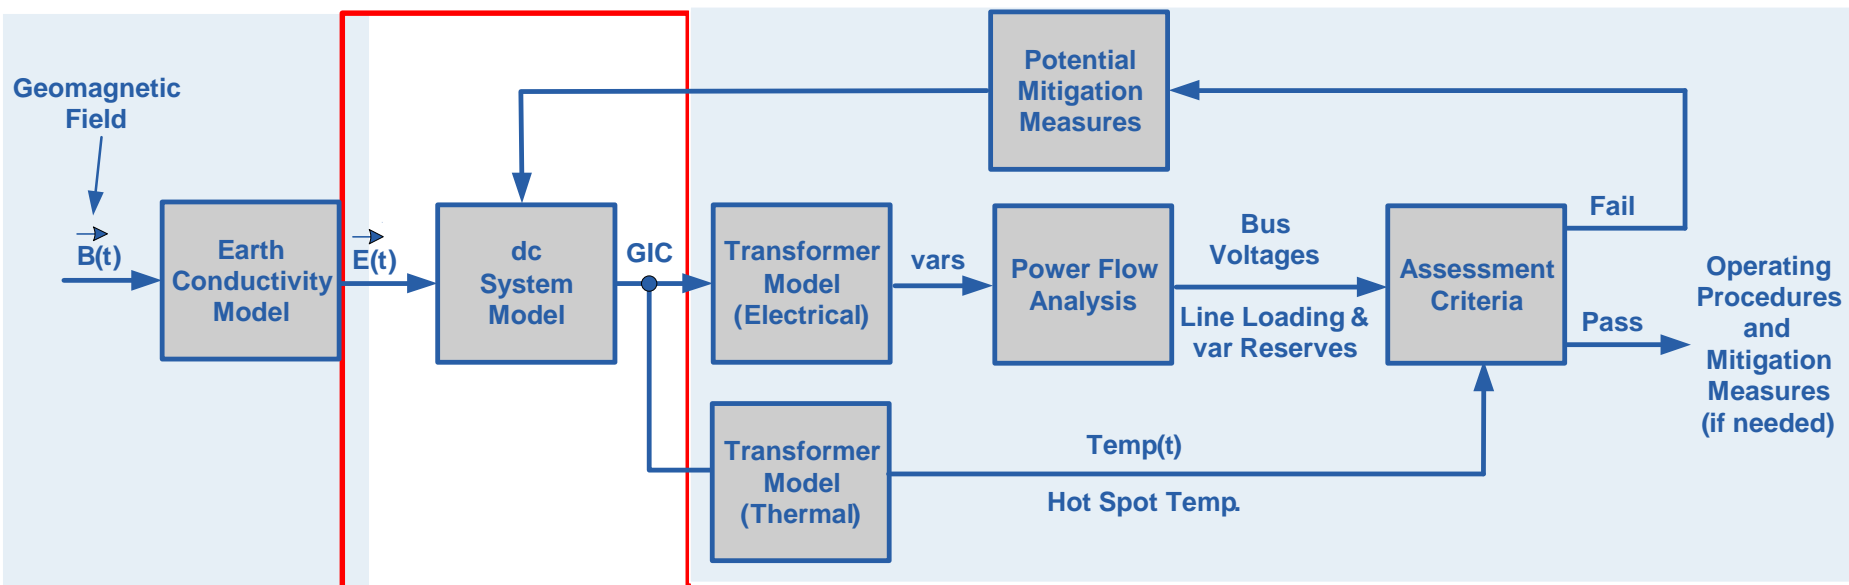 Geomagnetic
Field
B(t)
Earth
Conductivity
Model
E(t)
dc
System
Model
GIC
Potential
Mitigation
Measures
Transformer
Model
(Electrical)
vars
Power Flow
Analysis
Bus
Voltages
Line Loading &
var Reserves
Assessment
Criteria
Fail
Pass
Operating
Procedures
and
Mitigation
Measures
(if needed)
Transformer
Model
(Thermal)
Temp(t)
Hot Spot Temp.